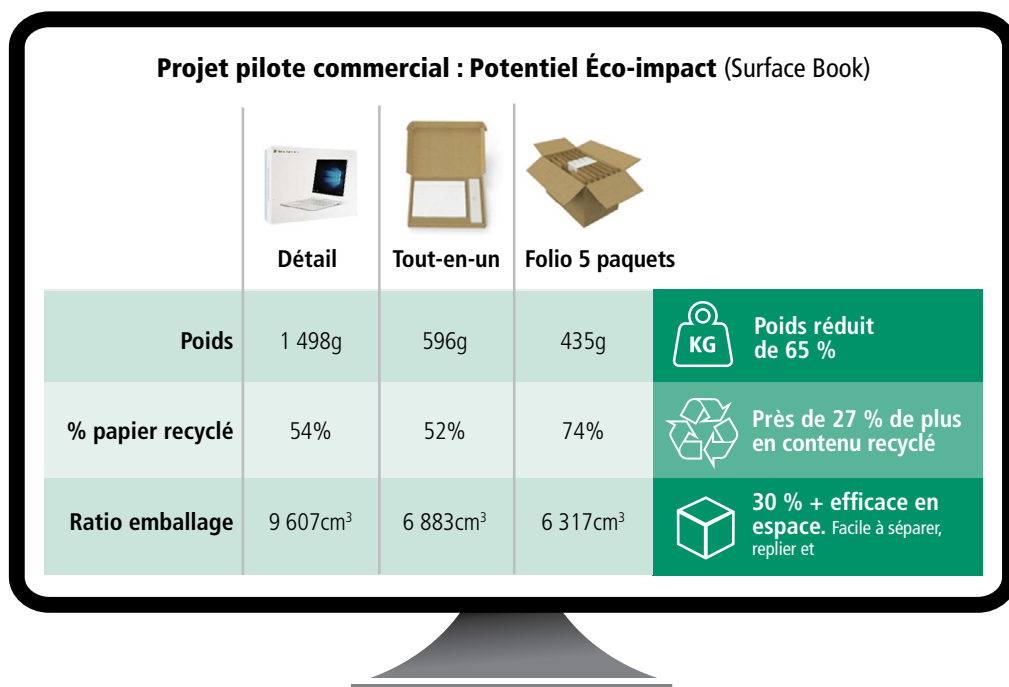 Projet pilote commercial : Potentiel Éco-impact (Surface Book)
Détail
Tout-en-un
Folio 5 paquets
Poids
1 498g
596g
435g
KG
Poids réduit
de 65 %
% papier recyclé
54%
52%
74%
Près de 27 % de plus
en contenu recyclé
Ratio emballage
9 607cm³
6 883cm³
6 317cm³
30 % + efficace en
espace. Facile à séparer,
replier et